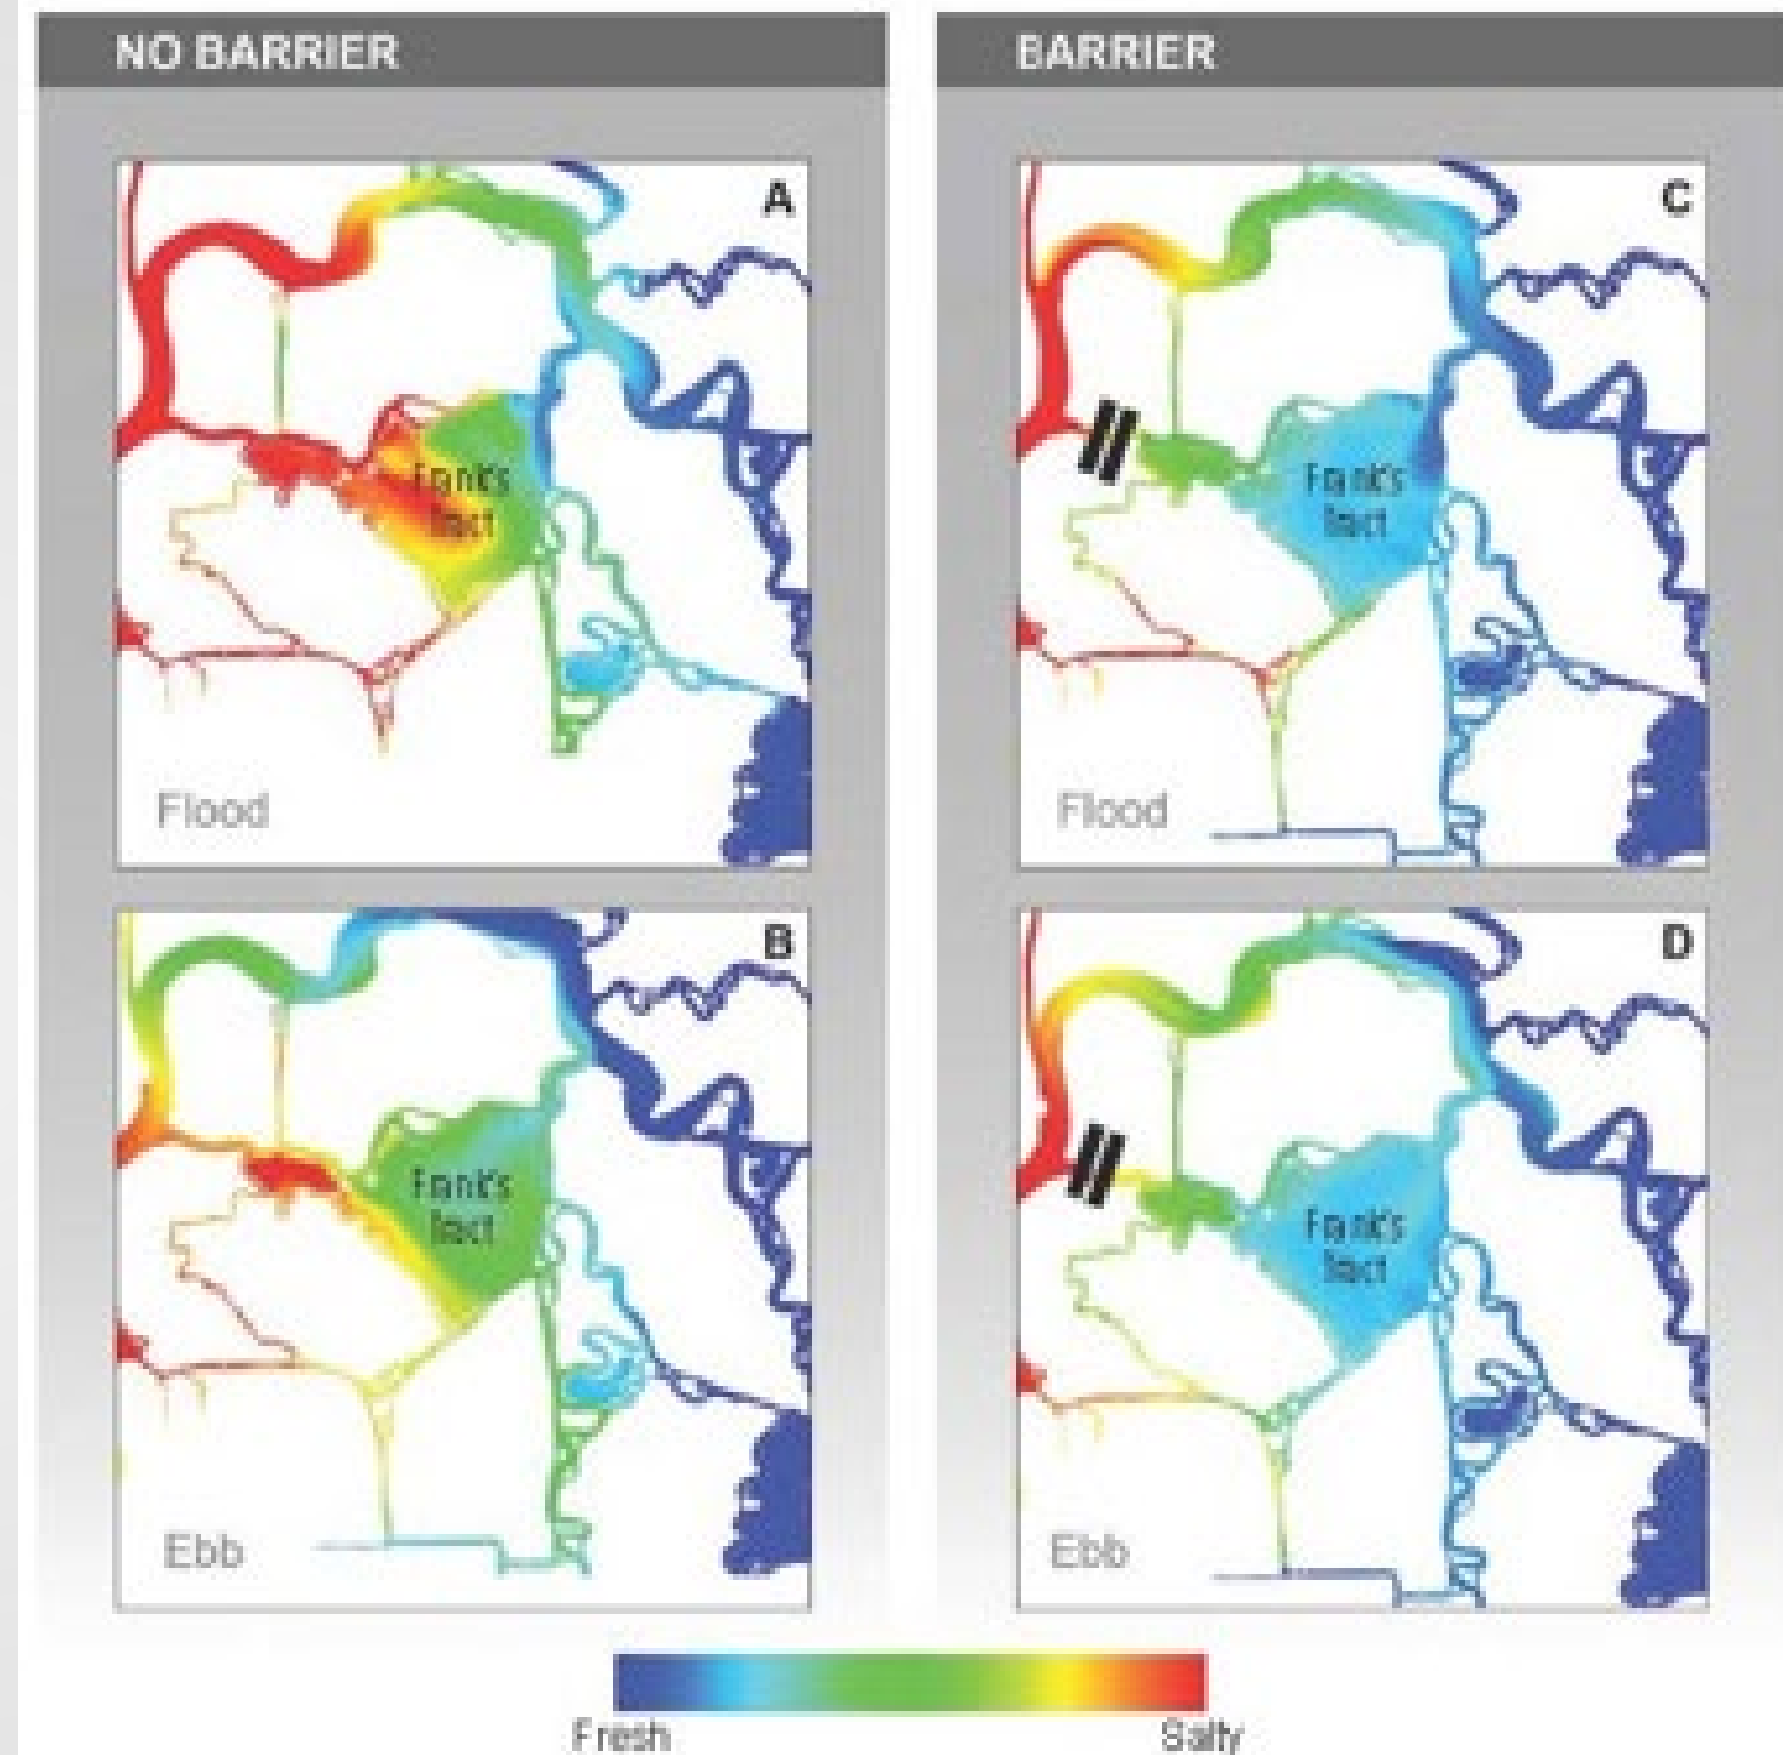 NO BARRIER
BARRIER
A
Frank's
Tract
Flood
C
Frank's
Tract
Flood
B
Frank's
Tract
Ebb
D
Frank's
Tract
Ebb
Fresh
Salty